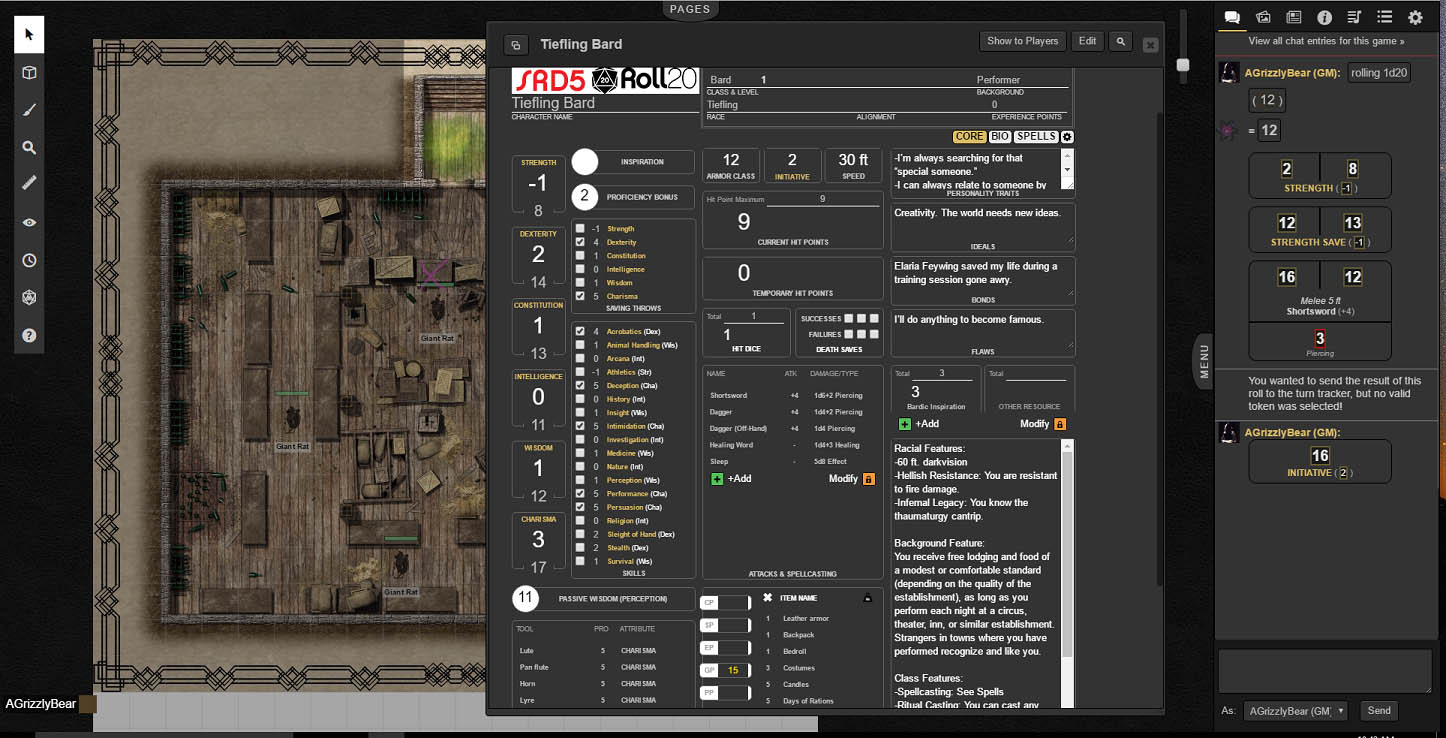 PAGES
Tiefling Bard
Show to Players
Edit
SRD5 20 Roll20
Tiefling Bard
CHARACTER NAME
Bard 1 Performer
CLASS & LEVEL BACKGROUND
Tiefling 0
RACE ALIGNMENT EXPERIENCE POINTS
CORE BIO SPELLS
STRENGTH
-1
8
DEXTERITY
2
14
CONSTITUTION
1
13
INTELLIGENCE
0
11
WISDOM
1
12
CHARISMA
3
17
INSPIRATION
2 PROFICIENCY BONUS
-1 Strength
4 Dexterity
1 Constitution
0 Intelligence
1 Wisdom
5 Charisma
SAVING THROWS
4 Acrobatics (Dex)
1 Animal Handling (Wis)
0 Arcana (Int)
-1 Athletics (Str)
5 Deception (Cha)
0 History (Int)
1 Insight (Wis)
5 Intimidation (Cha)
0 Investigation (Int)
1 Medicine (Wis)
0 Nature (Int)
1 Perception (Wis)
5 Performance (Cha)
5 Persuasion (Cha)
0 Religion (Int)
2 Sleight of Hand (Dex)
2 Stealth (Dex)
1 Survival (Wis)
SKILLS
11 PASSIVE WISDOM (PERCEPTION)
TOOL PRO ATTRIBUTE
Lute 5 CHARISMA
Pan flute 5 CHARISMA
Horn 5 CHARISMA
Lyre 5 CHARISMA
12
ARMOR CLASS
2
INITIATIVE
30 ft
SPEED
Hit Point Maximum 9
9
CURRENT HIT POINTS
0
TEMPORARY HIT POINTS
Total 1
1
HIT DICE
SUCCESSES
FAILURES
DEATH SAVES
NAME ATK DAMAGE/TYPE
Shortsword +4 1d6+2 Piercing
Dagger +4 1d4+2 Piercing
Dagger (Off-Hand) +4 1d4 Piercing
Healing Word - 1d4+3 Healing
Sleep - 5d8 Effect
+ +Add Modify
ATTACKS & SPELLCASTING
CP
SP
EP
GP 15
PP
ITEM NAME
1 Leather armor
1 Backpack
1 Bedroll
3 Costumes
5 Candles
5 Days of Rations
-I'm always searching for that
"special someone."
-I can always relate to someone by
PERSONALITY TRAITS
Creativity. The world needs new ideas.
IDEALS
Elaria Feywing saved my life during a
training session gone awry.
BONDS
I'll do anything to become famous.
FLAWS
Total 3
3
Bardic Inspiration
Total
OTHER RESOURCE
+ +Add Modify
Racial Features:
-60 ft. darkvision
-Hellish Resistance: You are resistant
to fire damage.
-Infernal Legacy: You know the
thaumaturgy cantrip.
Background Feature:
You receive free lodging and food of
a modest or comfortable standard
(depending on the quality of the
establishment), as long as you
perform each night at a circus,
theater, inn, or similar establishment.
Strangers in towns where you have
performed recognize and like you.
Class Features:
-Spellcasting: See Spells
-Ritual Casting: You can cast any
Giant Rat
Giant Rat
Giant Rat
AGrizzlyBear
MENU
View all chat entries for this game »
AGrizzlyBear (GM): rolling 1d20
( 12 )
= 12
2 8
STRENGTH ( -1 )
12 13
STRENGTH SAVE ( -1 )
16 12
Melee 5 ft
Shortsword (+4)
3
Piercing
You wanted to send the result of this
roll to the turn tracker, but no valid
token was selected!
AGrizzlyBear (GM):
16
INITIATIVE ( 2 )
As: AGrizzlyBear (GM) Send